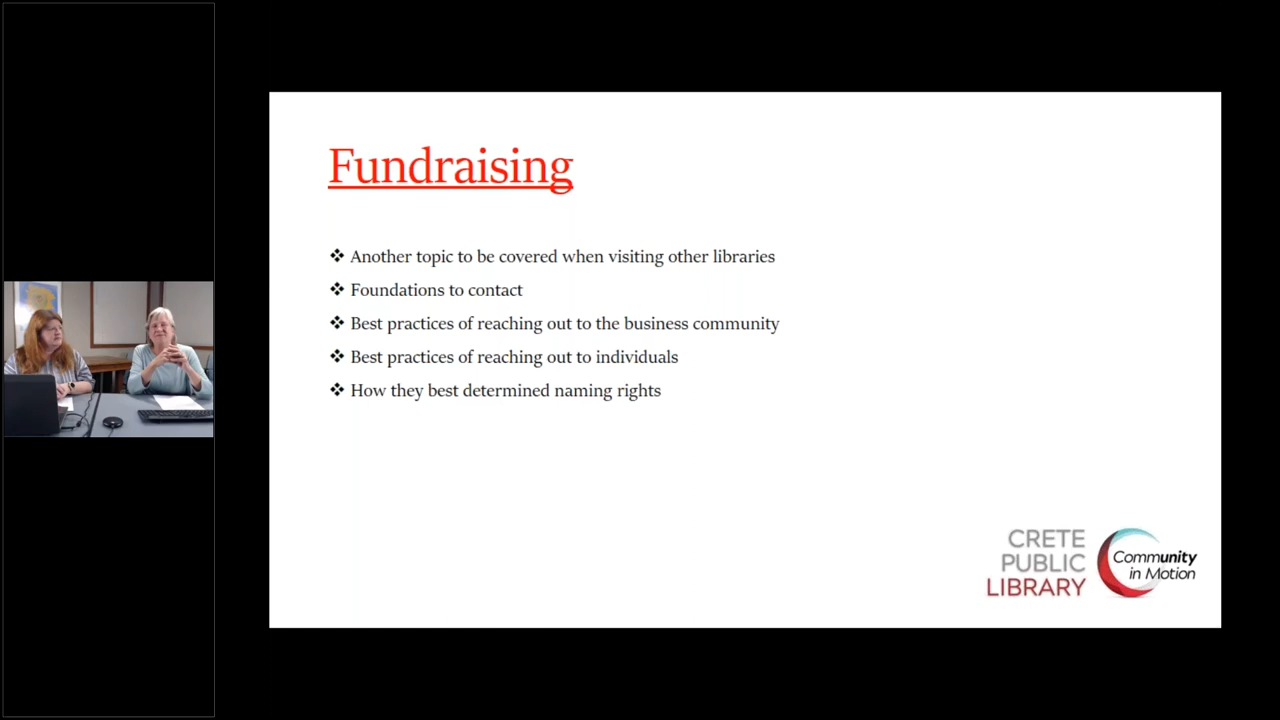 Fundraising
❖ Another topic to be covered when visiting other libraries
❖ Foundations to contact
❖ Best practices of reaching out to the business community
❖ Best practices of reaching out to individuals
❖ How they best determined naming rights
CRETE
PUBLIC
LIBRARY
Community
in Motion